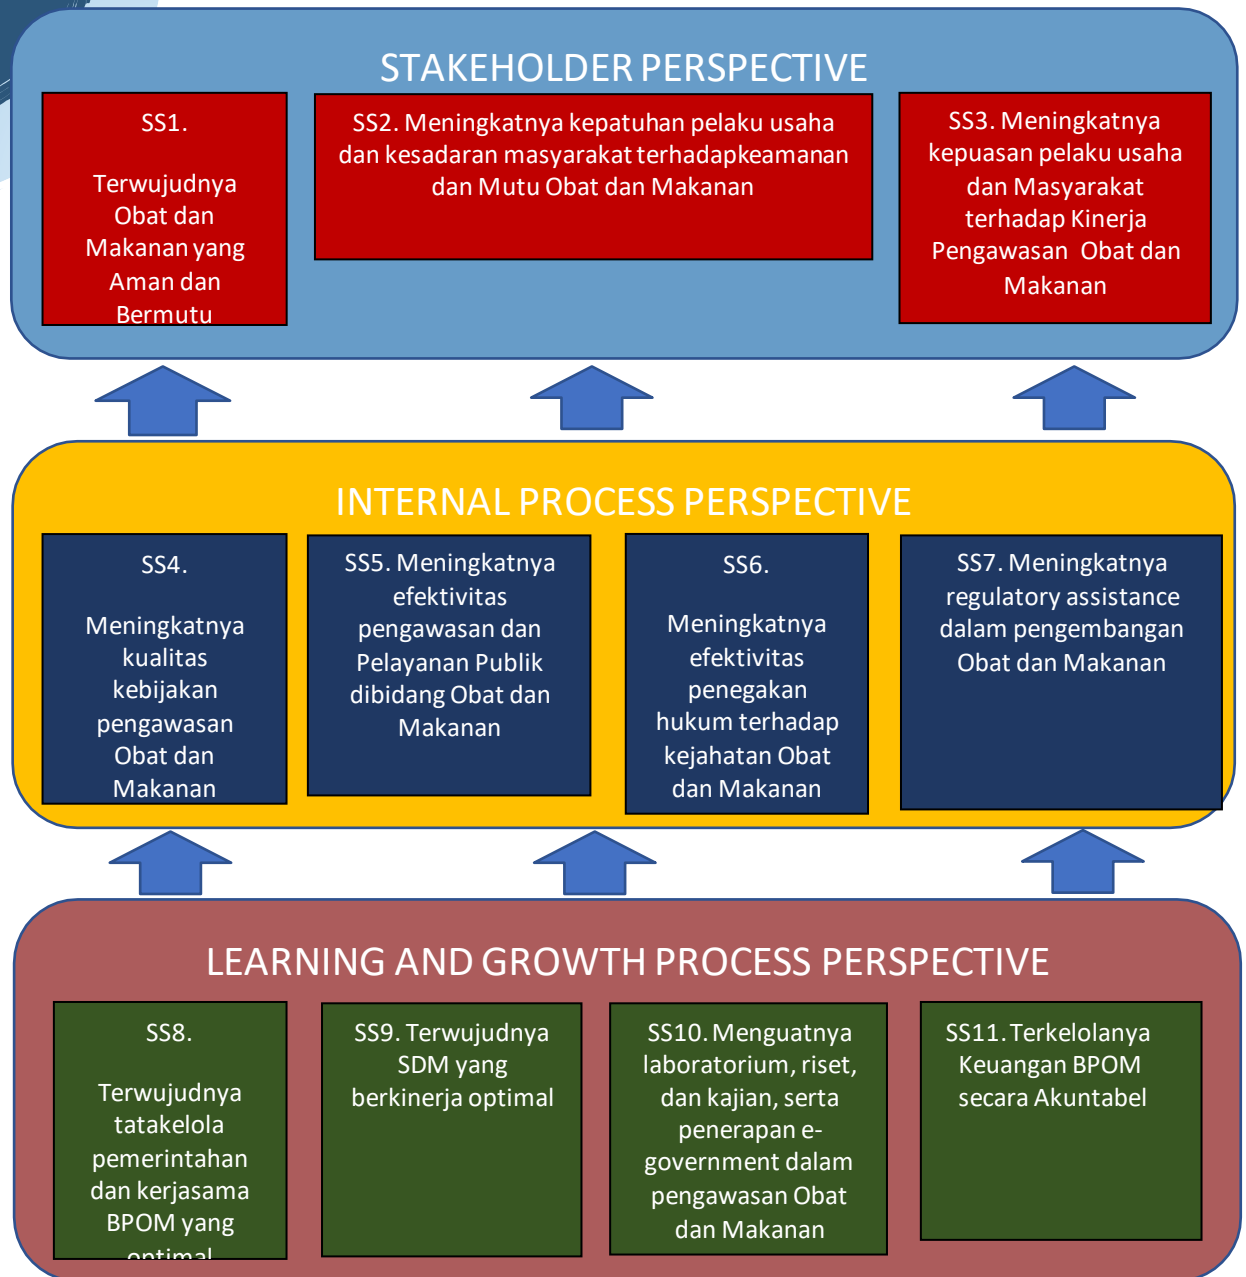 STAKEHOLDER PERSPECTIVE
SS1.
Terwujudnya
Obat dan
Makanan yang
Aman dan
Bermutu
SS2. Meningkatnya kepatuhan pelaku usaha
dan kesadaran masyarakat terhadapkeamanan
dan Mutu Obat dan Makanan
SS3. Meningkatnya
kepuasan pelaku usaha
dan Masyarakat
terhadap Kinerja
Pengawasan Obat dan
Makanan
INTERNAL PROCESS PERSPECTIVE
SS4.
Meningkatnya
kualitas
kebijakan
pengawasan
Obat dan
Makanan
SS5. Meningkatnya
efektivitas
pengawasan dan
Pelayanan Publik
dibidang Obat dan
Makanan
SS6.
Meningkatnya
efektivitas
penegakan
hukum terhadap
kejahatan Obat
dan Makanan
SS7. Meningkatnya
regulatory assistance
dalam pengembangan
Obat dan Makanan
LEARNING AND GROWTH PROCESS PERSPECTIVE
SS8.
Terwujudnya
tatakelola
pemerintahan
dan kerjasama
BPOM yang
optimal
SS9. Terwujudnya
SDM yang
berkinerja optimal
SS10. Menguatnya
laboratorium, riset,
dan kajian, serta
penerapan e-
government dalam
pengawasan Obat
dan Makanan
SS11. Terkelolanya
Keuangan BPOM
secara Akuntabel